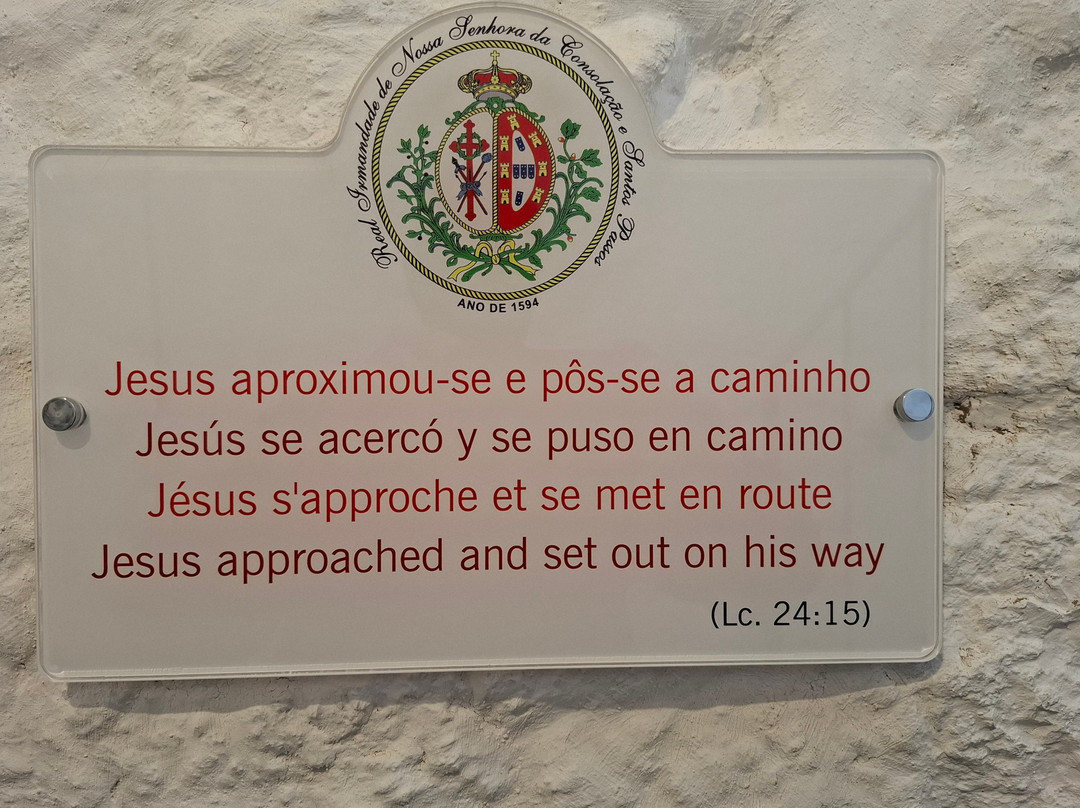 Real Irmandade de Nossa Senhora da Consolação e Santos Passos
ANO DE 1594
Jesus aproximou-se e pôs-se a caminho
Jesús se acercó y se puso en camino
Jésus s'approche et se met en route
Jesus approached and set out on his way
(Lc. 24:15)